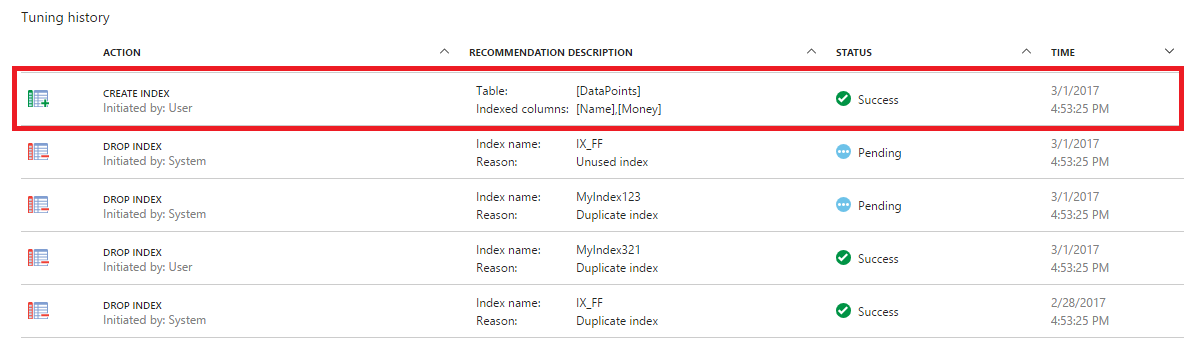 Tuning history
ACTION RECOMMENDATION DESCRIPTION STATUS TIME
CREATE INDEX Table: [DataPoints] Success 3/1/2017
Initiated by: User Indexed columns: [Name],[Money] 4:53:25 PM
DROP INDEX Index name: IX_FF Pending 3/1/2017
Initiated by: System Reason: Unused index 4:53:25 PM
DROP INDEX Index name: MyIndex123 Pending 3/1/2017
Initiated by: System Reason: Duplicate index 4:53:25 PM
DROP INDEX Index name: MyIndex321 Success 3/1/2017
Initiated by: User Reason: Duplicate index 4:53:25 PM
DROP INDEX Index name: IX_FF Success 2/28/2017
Initiated by: System Reason: Duplicate index 4:53:25 PM